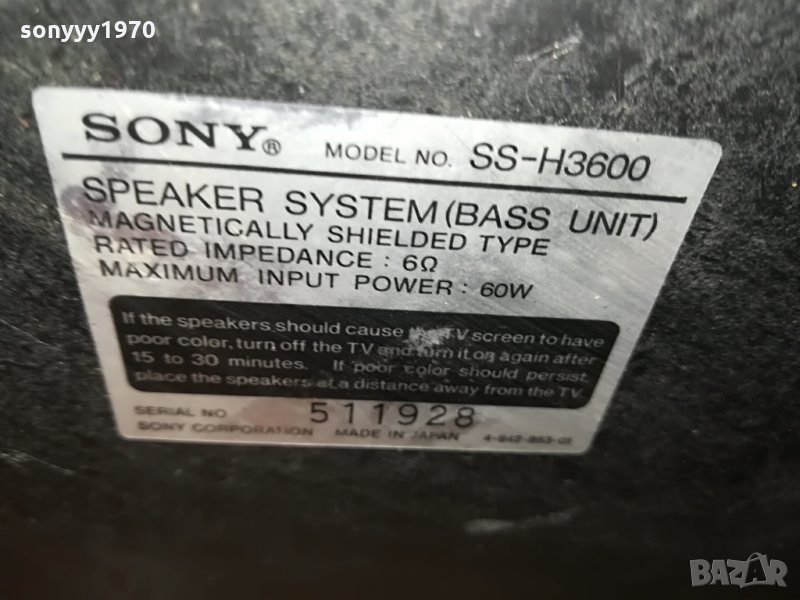 sonyyy1970
SONY® MODEL NO. SS-H3600
SPEAKER SYSTEM (BASS UNIT)
MAGNETICALLY SHIELDED TYPE
RATED IMPEDANCE : 6Ω
MAXIMUM INPUT POWER : 60W
If the speakers should cause the TV screen to have
poor color, turn off the TV and turn it on again after
15 to 30 minutes. If poor color should persist,
place the speakers at a distance away from the TV.
SERIAL NO 511928
SONY CORPORATION MADE IN JAPAN 4-942-853-01
BAZAR